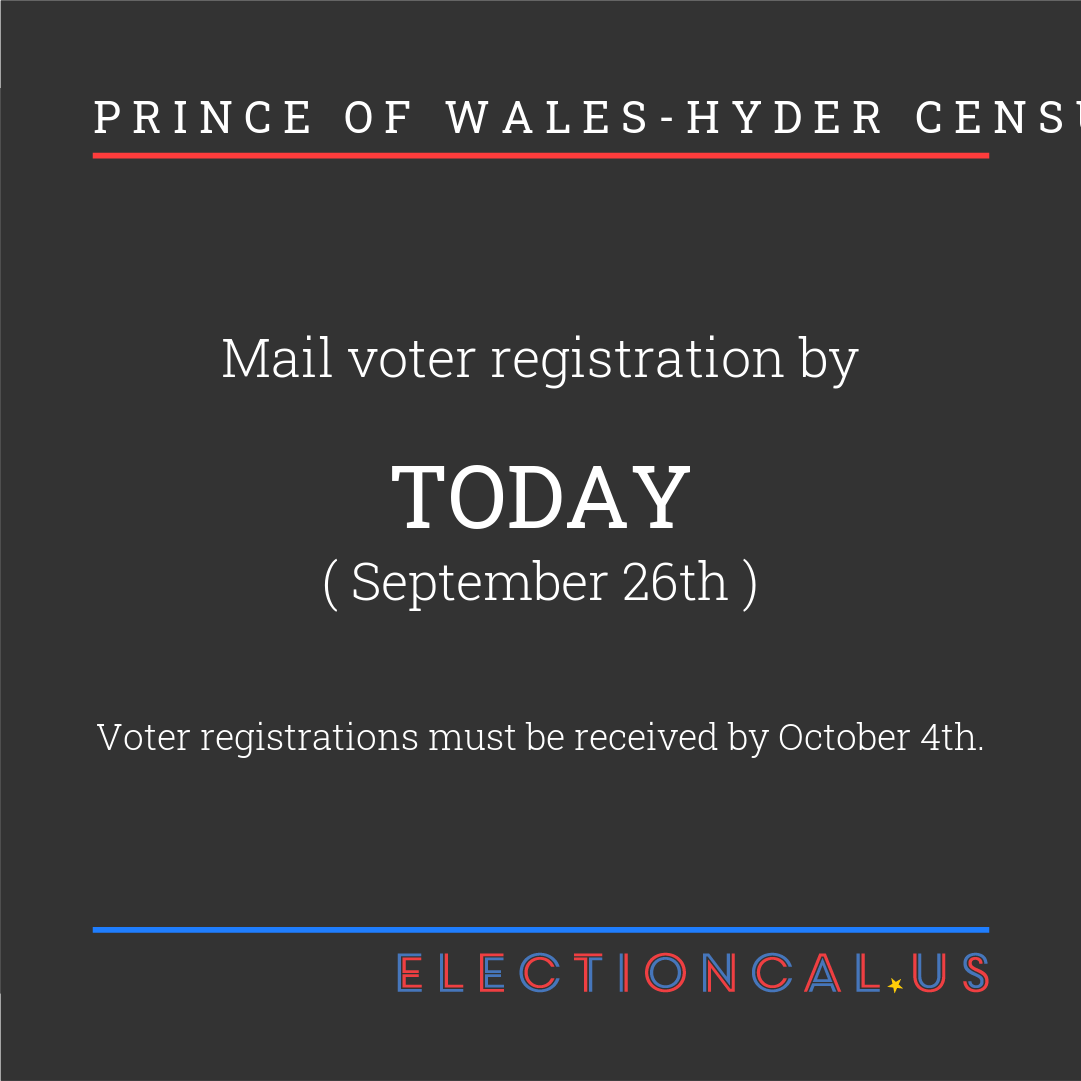 PRINCE OF WALES-HYDER CENSU
Mail voter registration by
TODAY
( September 26th )
Voter registrations must be received by October 4th.
ELECTIONCAL.US